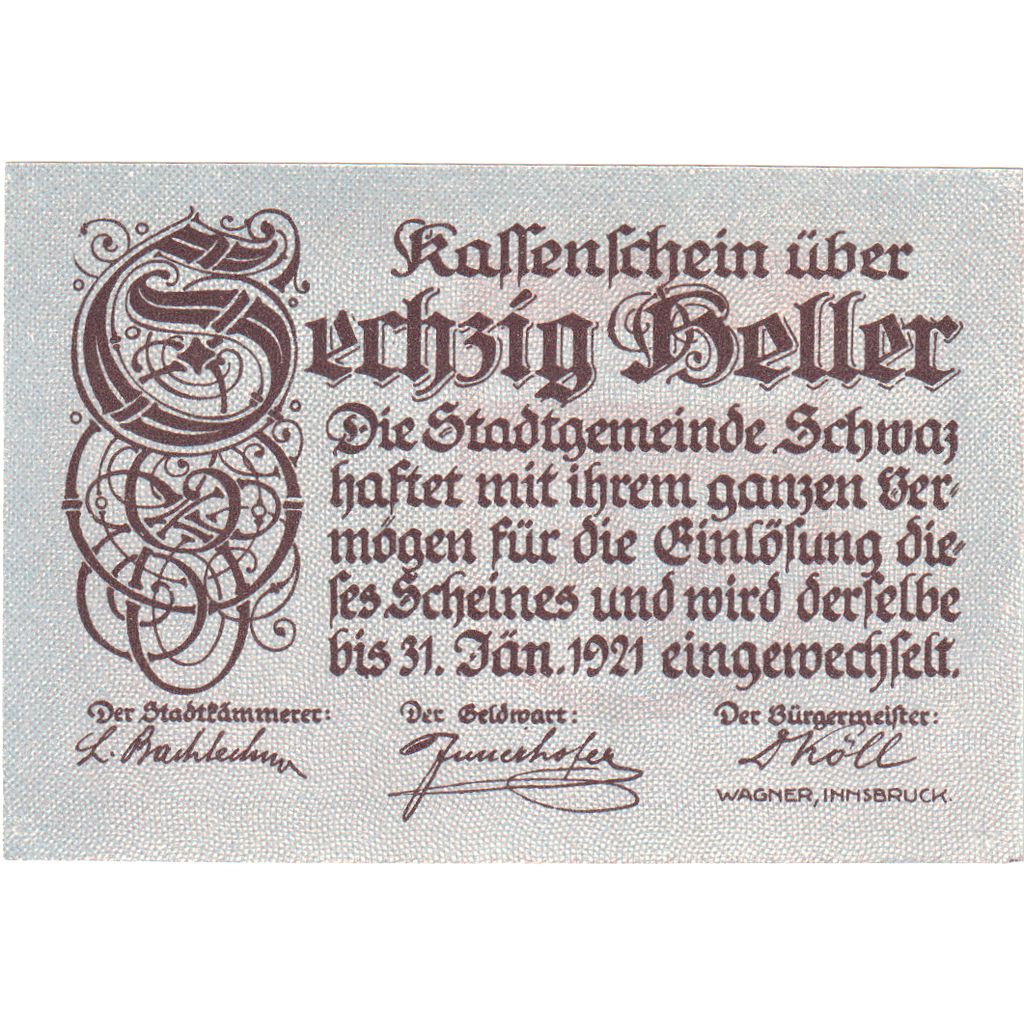 Kassenschein über
Sechzig Heller
Die Stadtgemeinde Schwaz
haftet mit ihrem ganzen Ver-
mögen für die Einlösung die-
ses Scheines und wird derselbe
bis 31. Jän. 1921 eingewechselt.
Der Stadtkämmerer: Der Geldwart: Der Bürgermeister:
Köll
WAGNER, INNSBRUCK.